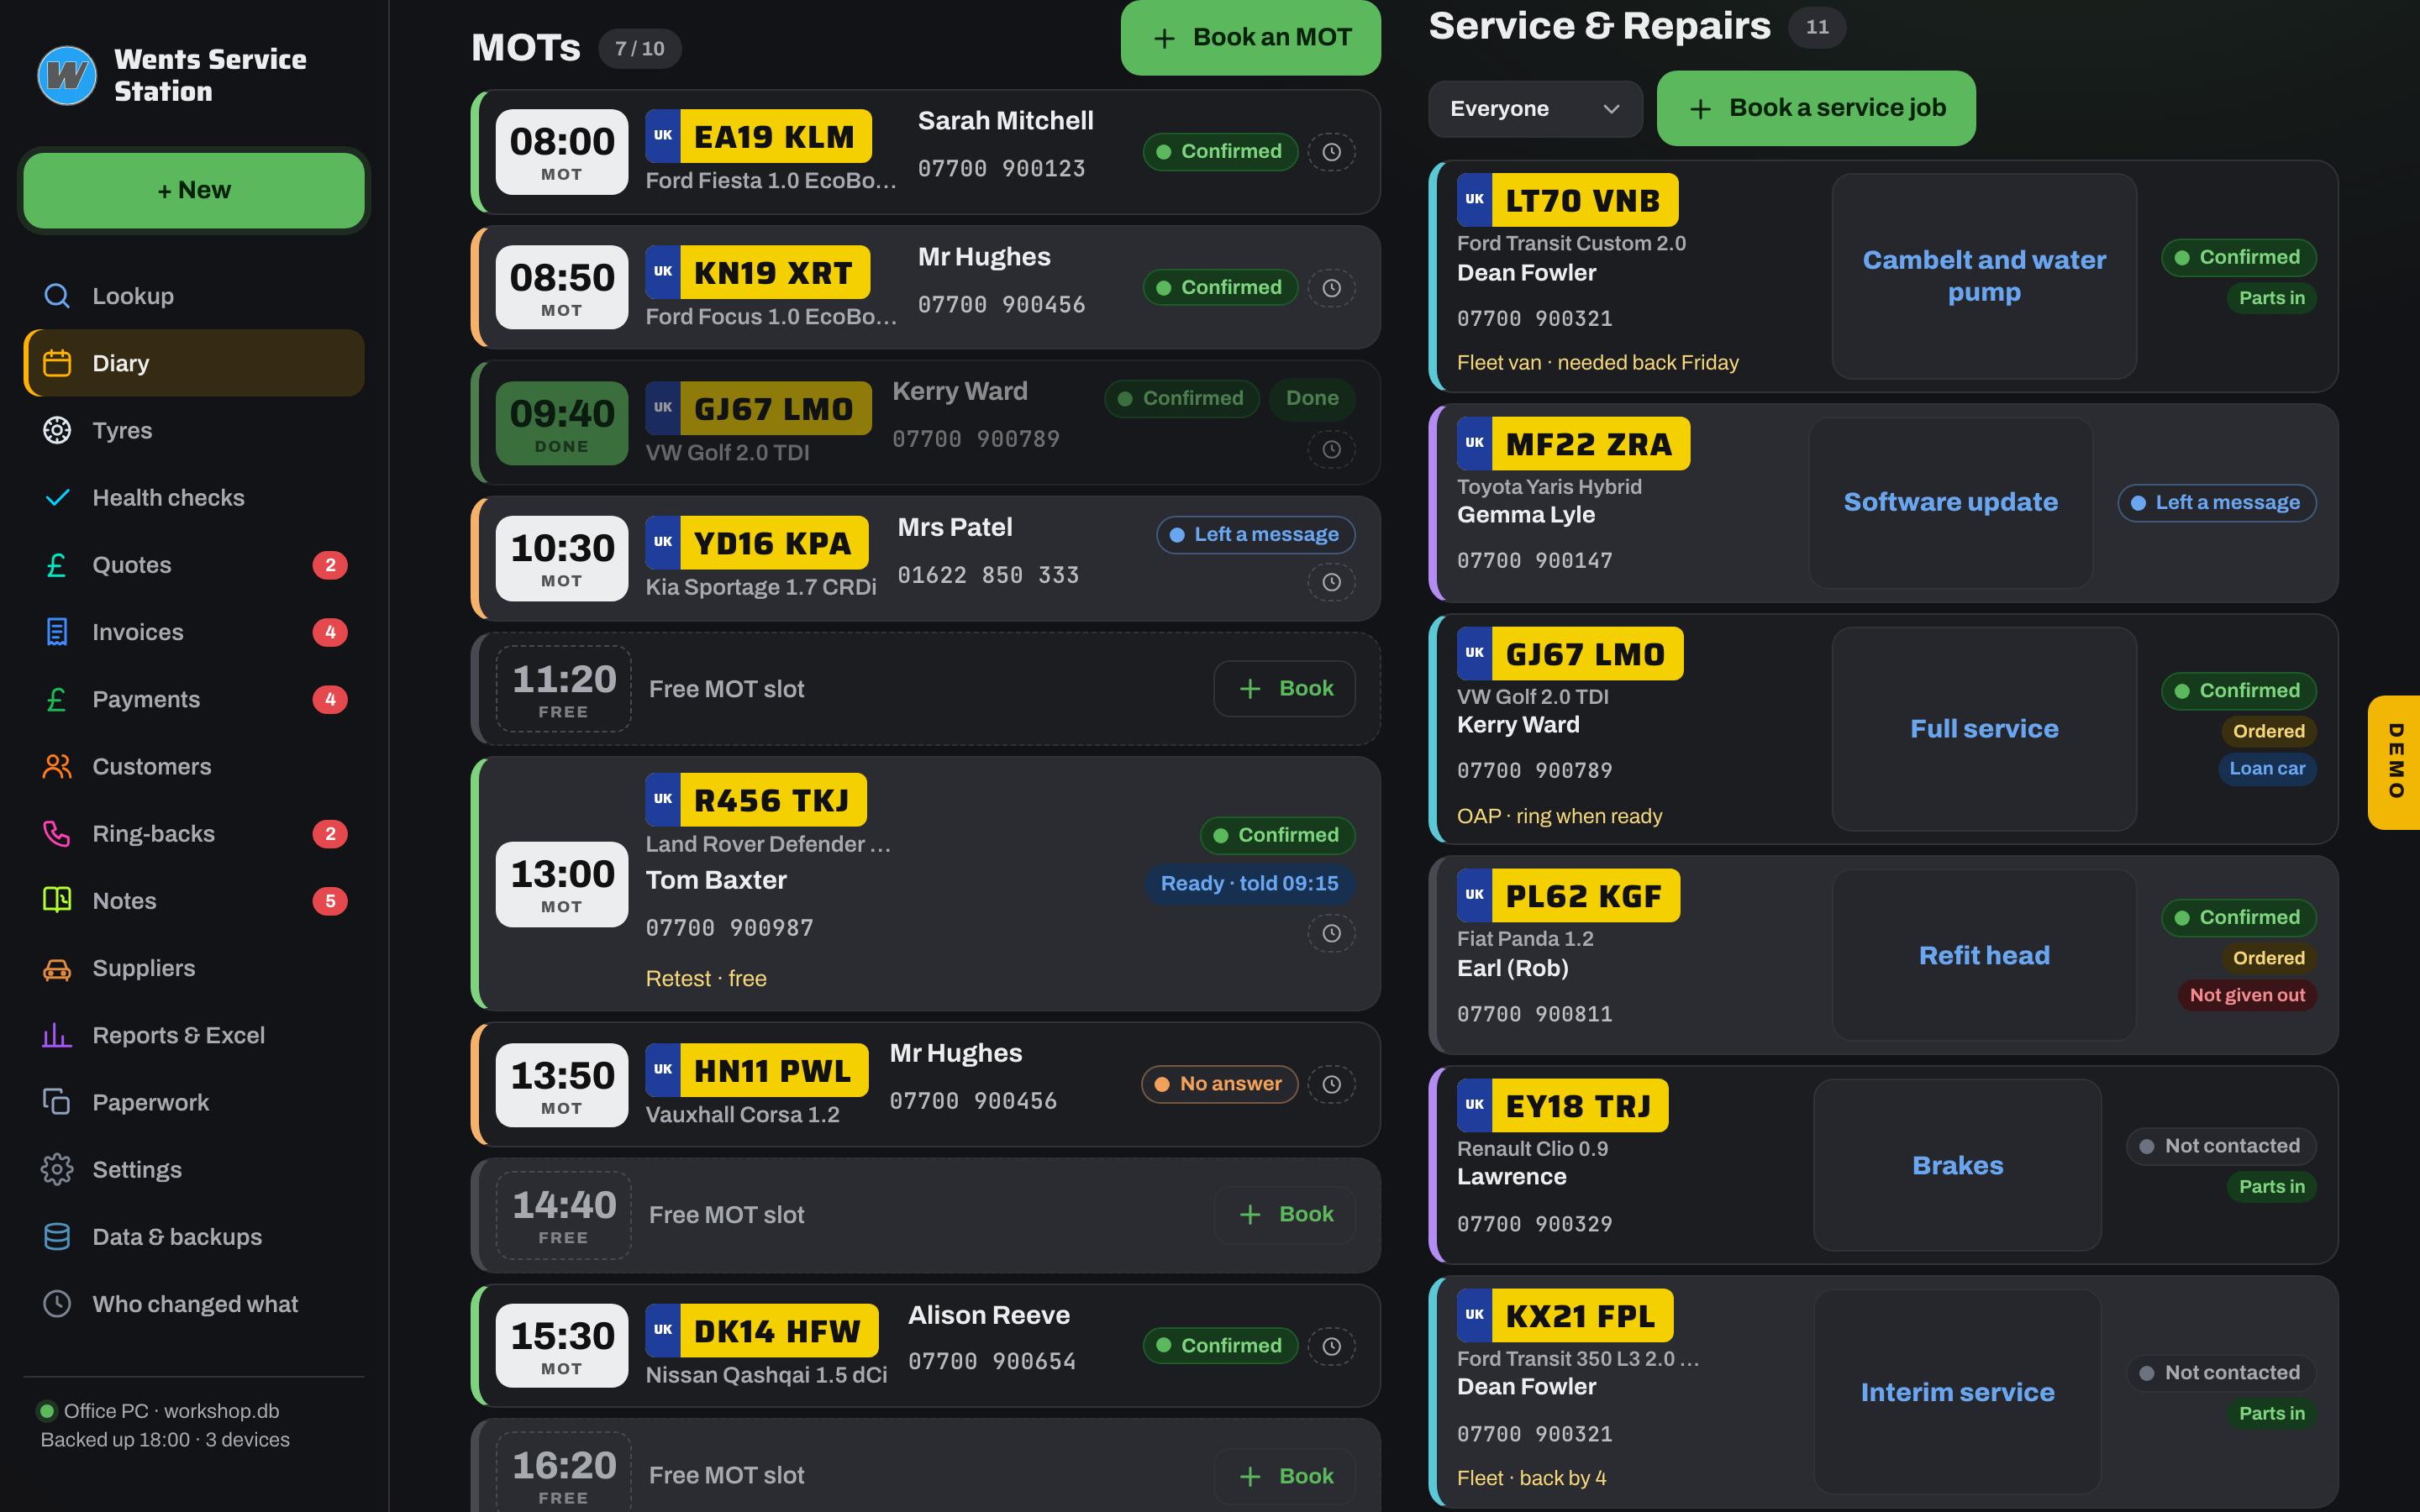 Wents Service
Station
+ New
Lookup
Diary
Tyres
Health checks
Quotes 2
Invoices 4
Payments 4
Customers
Ring-backs 2
Notes 5
Suppliers
Reports & Excel
Paperwork
Settings
Data & backups
Who changed what
Office PC · workshop.db
Backed up 18:00 · 3 devices
MOTs 7 / 10
+ Book an MOT
08:00
MOT
UK EA19 KLM
Ford Fiesta 1.0 EcoBo...
Sarah Mitchell
07700 900123
Confirmed
08:50
MOT
UK KN19 XRT
Ford Focus 1.0 EcoBo...
Mr Hughes
07700 900456
Confirmed
09:40
DONE
UK GJ67 LMO
VW Golf 2.0 TDI
Kerry Ward
07700 900789
Confirmed
Done
10:30
MOT
UK YD16 KPA
Kia Sportage 1.7 CRDi
Mrs Patel
01622 850 333
Left a message
11:20
FREE
Free MOT slot
+ Book
13:00
MOT
UK R456 TKJ
Land Rover Defender ...
Tom Baxter
07700 900987
Retest · free
Confirmed
Ready · told 09:15
13:50
MOT
UK HN11 PWL
Vauxhall Corsa 1.2
Mr Hughes
07700 900456
No answer
14:40
FREE
Free MOT slot
+ Book
15:30
MOT
UK DK14 HFW
Nissan Qashqai 1.5 dCi
Alison Reeve
07700 900654
Confirmed
16:20
FREE
Free MOT slot
+ Book
Service & Repairs 11
Everyone
+ Book a service job
UK LT70 VNB
Ford Transit Custom 2.0
Dean Fowler
07700 900321
Fleet van · needed back Friday
Cambelt and water
pump
Confirmed
Parts in
UK MF22 ZRA
Toyota Yaris Hybrid
Gemma Lyle
07700 900147
Software update
Left a message
UK GJ67 LMO
VW Golf 2.0 TDI
Kerry Ward
07700 900789
OAP · ring when ready
Full service
Confirmed
Ordered
Loan car
UK PL62 KGF
Fiat Panda 1.2
Earl (Rob)
07700 900811
Refit head
Confirmed
Ordered
Not given out
UK EY18 TRJ
Renault Clio 0.9
Lawrence
07700 900329
Brakes
Not contacted
Parts in
UK KX21 FPL
Ford Transit 350 L3 2.0 ...
Dean Fowler
07700 900321
Fleet · back by 4
Interim service
Not contacted
Parts in
DEMO